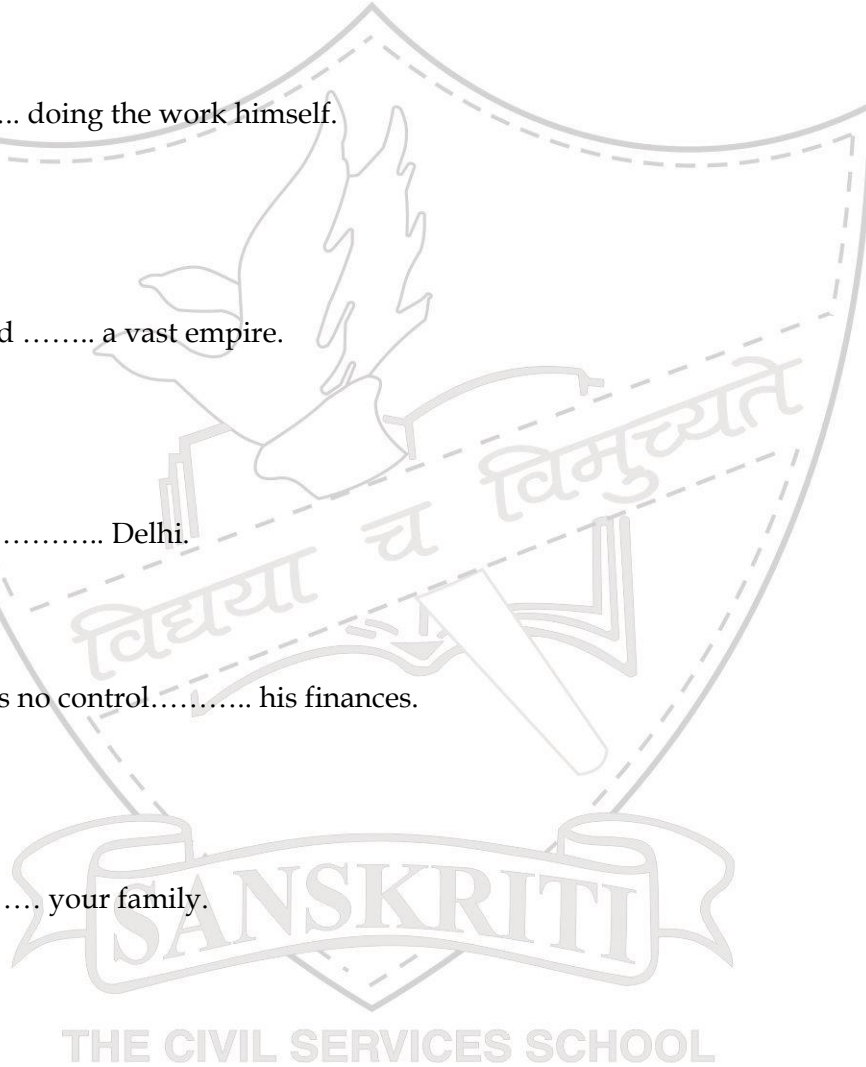 .. doing the work himself.
d …….. a vast empire.
विद्यया च विमुच्यते
……….. Delhi.
s no control……….. his finances.
…. your family.
SANSKRITI
THE CIVIL SERVICES SCHOOL